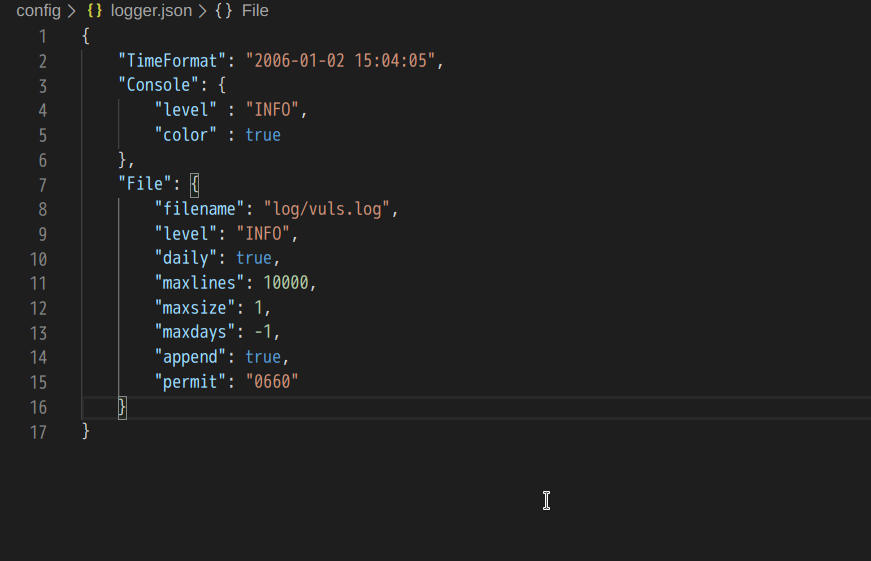 config > {} logger.json > {} File
1 {
2     "TimeFormat": "2006-01-02 15:04:05",
3     "Console": {
4         "level" : "INFO",
5         "color" : true
6     },
7     "File": {
8         "filename": "log/vuls.log",
9         "level": "INFO",
10         "daily": true,
11         "maxlines": 10000,
12         "maxsize": 1,
13         "maxdays": -1,
14         "append": true,
15         "permit": "0660"
16     }
17 }